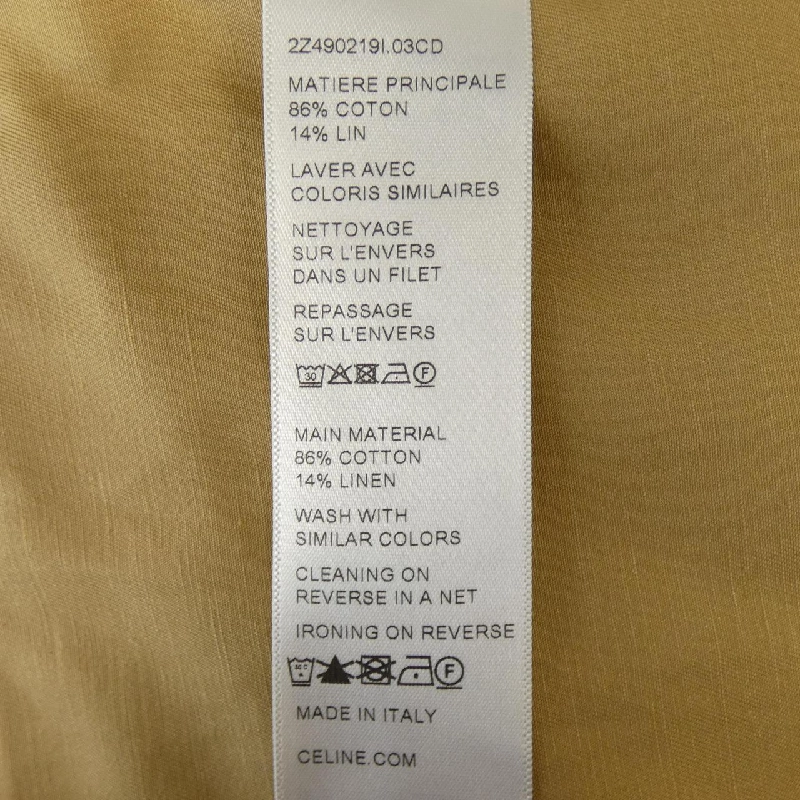 2Z490219I.03CD
MATIERE PRINCIPALE
86% COTON
14% LIN
LAVER AVEC
COLORIS SIMILAIRES
NETTOYAGE
SUR L'ENVERS
DANS UN FILET
REPASSAGE
SUR L'ENVERS
30 F
MAIN MATERIAL
86% COTTON
14% LINEN
WASH WITH
SIMILAR COLORS
CLEANING ON
REVERSE IN A NET
IRONING ON REVERSE
F
MADE IN ITALY
CELINE.COM